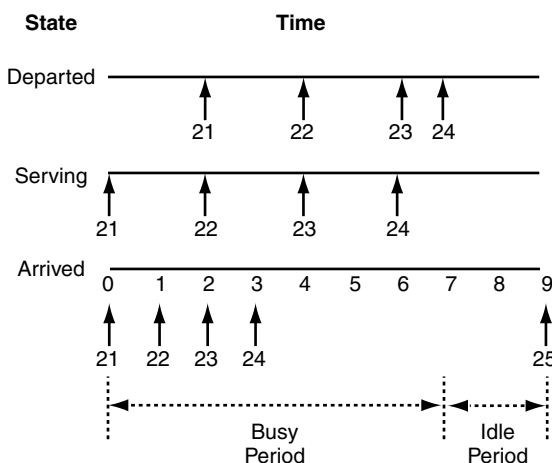 State Time
Departed
21 22 23 24
Serving
21 22 23 24
Arrived
0 1 2 3 4 5 6 7 8 9
21 22 23 24 25
Busy Period
Idle Period